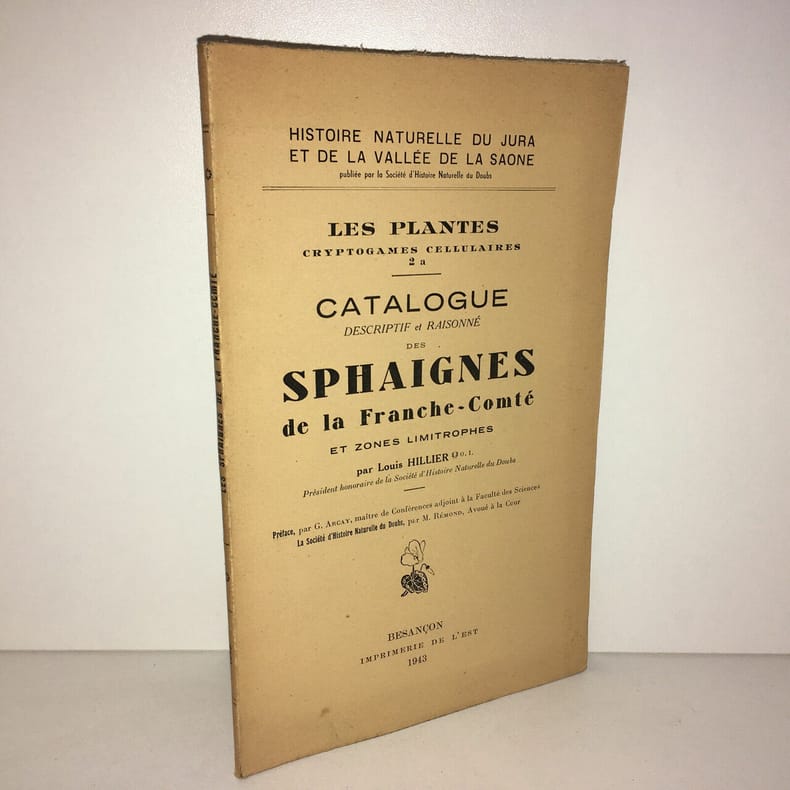 HISTOIRE NATURELLE DU JURA
ET DE LA VALLÉE DE LA SAONE
publiée par la Société d'Histoire Naturelle du Doubs
LES PLANTES
CRYPTOGAMES CELLULAIRES
2 a
CATALOGUE
DESCRIPTIF et RAISONNÉ
DES
SPHAIGNES
de la Franche-Comté
ET ZONES LIMITROPHES
par Louis HILLIER O. I.
Président honoraire de la Société d'Histoire Naturelle du Doubs
Préface, par G. ARCAY, maître de Conférences adjoint à la Faculté des Sciences
La Société d'Histoire Naturelle du Doubs, par M. RÉMOND, Avoué à la Cour
BESANÇON
IMPRIMERIE DE L'EST
1943
LES SPHAIGNES DE LA FRANCHE-COMTÉ